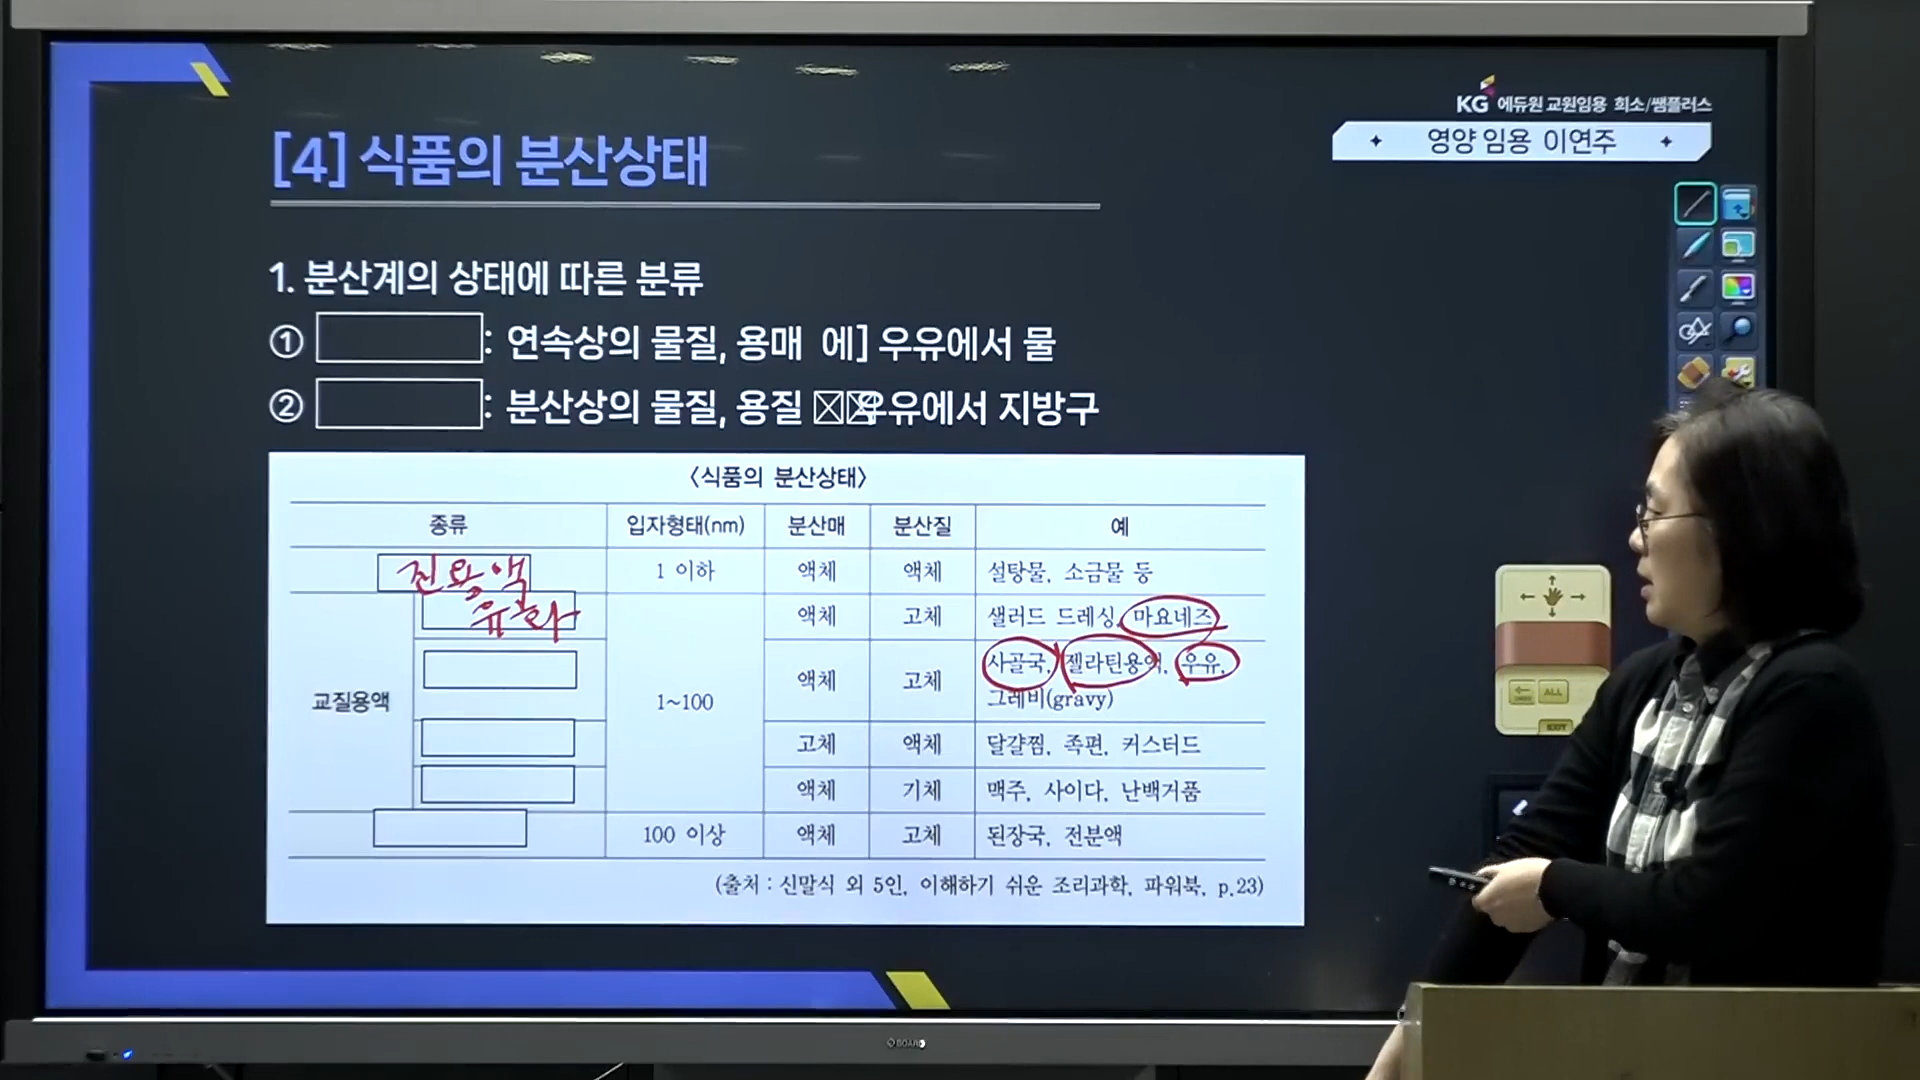 KG 에듀원 교원임용 희소/쌤플러스
영양 임용 이연주
[4] 식품의 분산상태
1. 분산계의 상태에 따른 분류
① : 연속상의 물질, 용매 에] 우유에서 물
② : 분산상의 물질, 용질 우유에서 지방구
<식품의 분산상태>
종류 입자형태(nm) 분산매 분산질 예
진용액 1 이하 액체 액체 설탕물, 소금물 등
유화 액체 고체 샐러드 드레싱, 마요네즈
교질용액 1~100 액체 고체 사골국, 젤라틴용액, 우유,
그레비(gravy)
고체 액체 달걀찜, 족편, 커스터드
액체 기체 맥주, 사이다, 난백거품
100 이상 액체 고체 된장국, 전분액
(출처 : 신말식 외 5인, 이해하기 쉬운 조리과학, 파워북, p.23)
ALL
EXIT